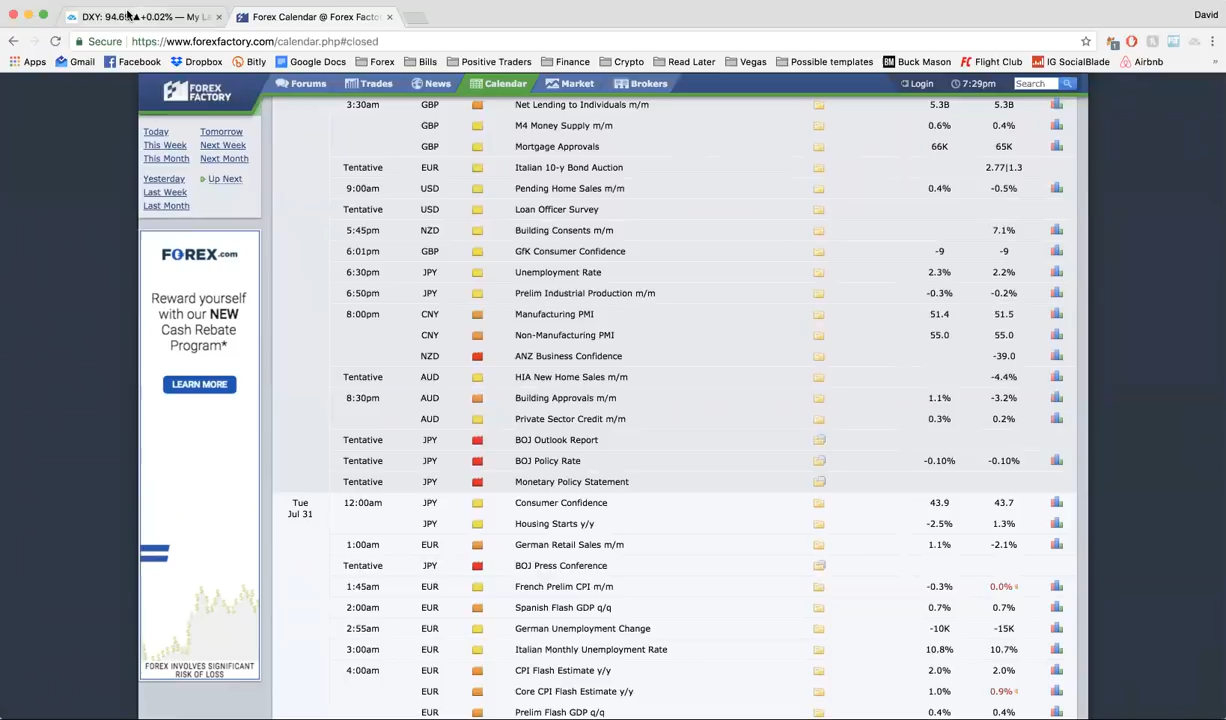 DXY: 94.69▲+0.02% — My L
Forex Calendar @ Forex Facto
David
Secure
https://www.forexfactory.com/calendar.php#closed
Apps Gmail Facebook Dropbox Bitly Google Docs Forex Bills Positive Traders Finance Crypto Read Later Vegas Possible templates Buck Mason Flight Club IG SocialBlade Airbnb »
FOREX FACTORY
Forums Trades News Calendar Market Brokers Login 7:29pm Search
Today Tomorrow
This Week Next Week
This Month Next Month
Yesterday Up Next
Last Week
Last Month
FOREX.com
Reward yourself
with our NEW
Cash Rebate
Program*
LEARN MORE
FOREX INVOLVES SIGNIFICANT
RISK OF LOSS
3:30am GBP Net Lending to Individuals m/m 5.3B 5.3B
GBP M4 Money Supply m/m 0.6% 0.4%
GBP Mortgage Approvals 66K 65K
Tentative EUR Italian 10-y Bond Auction 2.77|1.3
9:00am USD Pending Home Sales m/m 0.4% -0.5%
Tentative USD Loan Officer Survey
5:45pm NZD Building Consents m/m 7.1%
6:01pm GBP GfK Consumer Confidence -9 -9
6:30pm JPY Unemployment Rate 2.3% 2.2%
6:50pm JPY Prelim Industrial Production m/m -0.3% -0.2%
8:00pm CNY Manufacturing PMI 51.4 51.5
CNY Non-Manufacturing PMI 55.0 55.0
NZD ANZ Business Confidence -39.0
Tentative AUD HIA New Home Sales m/m -4.4%
8:30pm AUD Building Approvals m/m 1.1% -3.2%
AUD Private Sector Credit m/m 0.3% 0.2%
Tentative JPY BOJ Outlook Report
Tentative JPY BOJ Policy Rate -0.10% -0.10%
Tentative JPY Monetary Policy Statement
Tue 12:00am JPY Consumer Confidence 43.9 43.7
Jul 31
JPY Housing Starts y/y -2.5% 1.3%
1:00am EUR German Retail Sales m/m 1.1% -2.1%
Tentative JPY BOJ Press Conference
1:45am EUR French Prelim CPI m/m -0.3% 0.0%
2:00am EUR Spanish Flash GDP q/q 0.7% 0.7%
2:55am EUR German Unemployment Change -10K -15K
3:00am EUR Italian Monthly Unemployment Rate 10.8% 10.7%
4:00am EUR CPI Flash Estimate y/y 2.0% 2.0%
EUR Core CPI Flash Estimate y/y 1.0% 0.9%
EUR Prelim Flash GDP q/q 0.4% 0.4%